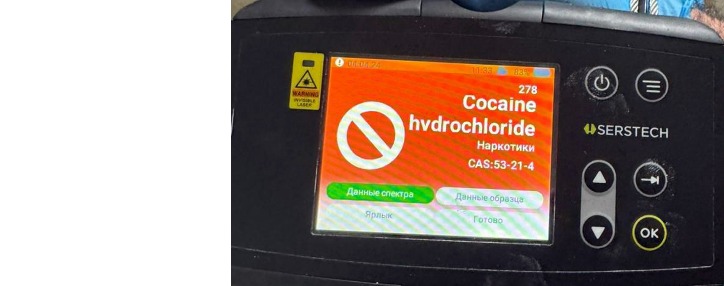 278
Cocaine
hydrochloride
Наркотики
CAS:53-21-4
Данные спектра
Данные образца
Ярлык
Готово
WARNING
INVISIBLE
LASER
SERSTECH
OK